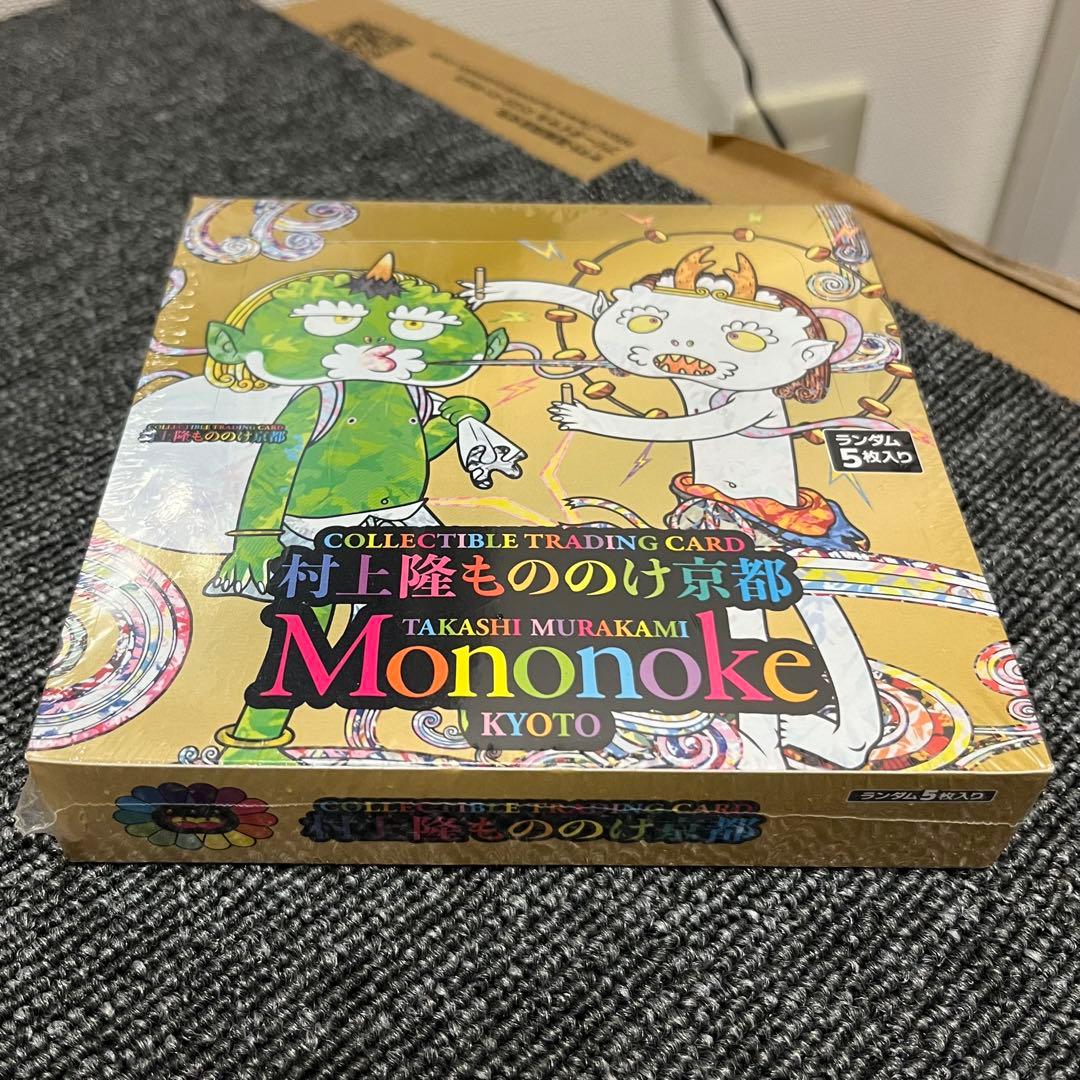 COLLECTIBLE TRADING CARD
村上隆もののけ京都
ランダム
5枚入り
COLLECTIBLE TRADING CARD
村上隆もののけ京都
TAKASHI MURAKAMI
Mononoke
KYOTO
ランダム5枚入り
COLLECTIBLE TRADING CARD
村上隆もののけ京都